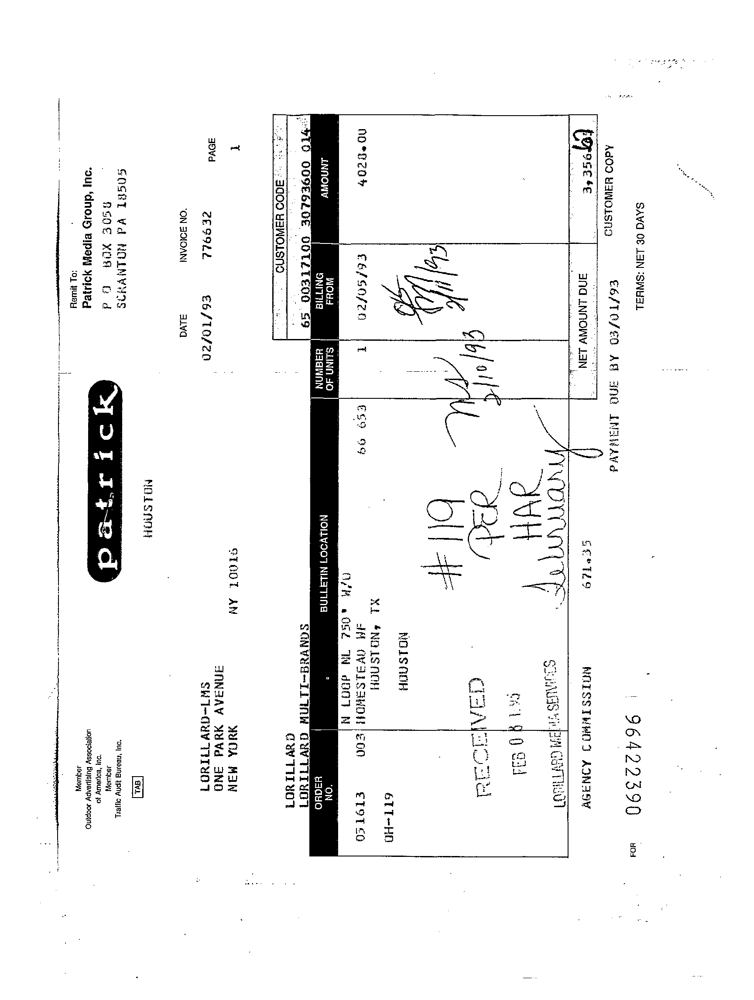 Member
Outdoor Advertising Association
of America, Inc.
Member
Traffic Audit Bureau, Inc.
TAB
patrick
HOUSTON
Remit To:
Patrick Media Group, Inc.
P O BOX 3058
SCRANTON PA 18505
DATE INVOICE NO. PAGE
02/01/93 776632 1
LORILLARD-LMS
ONE PARK AVENUE
NEW YORK NY 10016
CUSTOMER CODE
65 00317100 30793600 014
LORILLARD
LORILLARD MULTI-BRANDS
ORDER NO. BULLETIN LOCATION NUMBER OF UNITS BILLING FROM AMOUNT
051613 003 N LOOP NL 750' W/O 66 653 1 02/05/93 4028.00
HOMESTEAD WF
HOUSTON, TX
OH-119
HOUSTON
# 119
PER
HAR
February
2/10/93
2/11/93
RECEIVED
FEB 08
LORILLARD MEDIA SERVICES
AGENCY COMMISSION 671.35 NET AMOUNT DUE 3,356.67
PAYMENT DUE BY 03/01/93
CUSTOMER COPY
TERMS: NET 30 DAYS
FOR
96422390